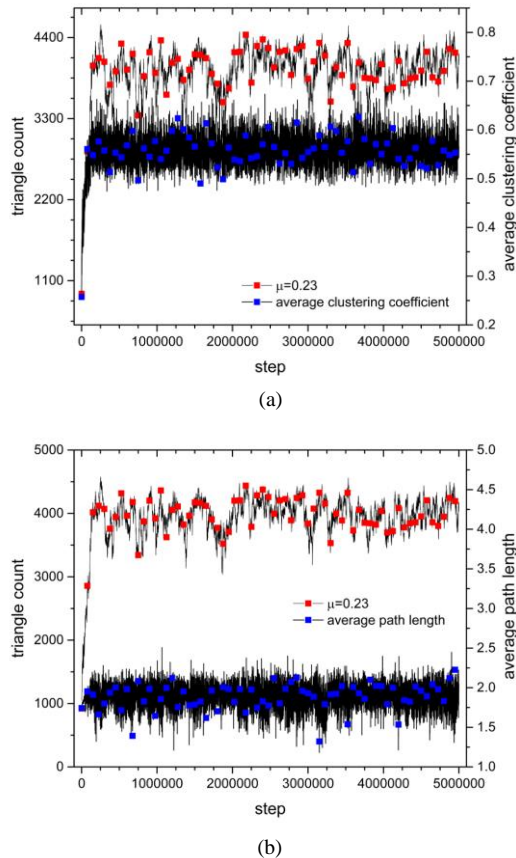 4400
3300
2200
1100
triangle count
0.8
0.7
0.6
0.5
0.4
0.3
0.2
average clustering coefficient
μ=0.23
average clustering coefficient
0 1000000 2000000 3000000 4000000 5000000
step
(a)
5000
4000
3000
2000
1000
0
triangle count
5.0
4.5
4.0
3.5
3.0
2.5
2.0
1.5
1.0
average path length
μ=0.23
average path length
0 1000000 2000000 3000000 4000000 5000000
step
(b)